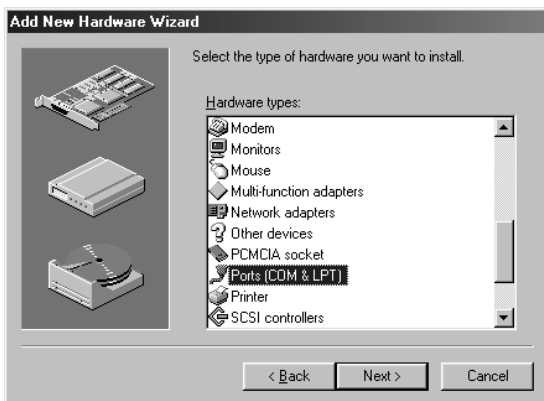 Add New Hardware Wizard
Select the type of hardware you want to install.
Hardware types:
Modem
Monitors
Mouse
Multi-function adapters
Network adapters
Other devices
PCMCIA socket
Ports (COM & LPT)
Printer
SCSI controllers
< Back Next > Cancel